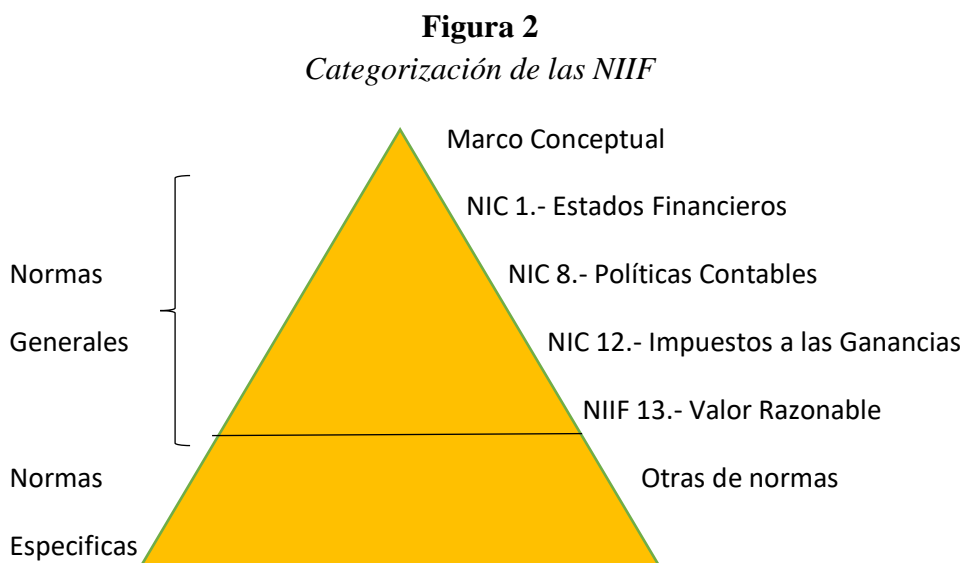 Figura 2
Categorización de las NIIF
Marco Conceptual
NIC 1.- Estados Financieros
Normas
NIC 8.- Políticas Contables
Generales
NIC 12.- Impuestos a las Ganancias
NIIF 13.- Valor Razonable
Normas
Otras de normas
Especificas